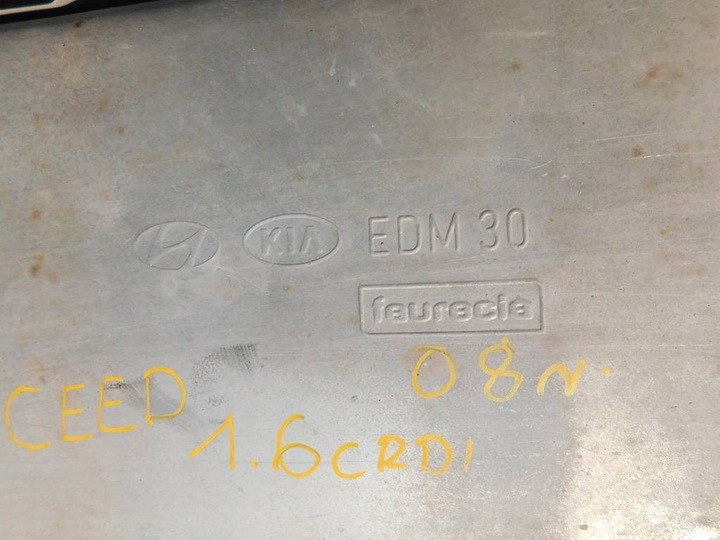 KIA EDM 30
faurecia
08r.
CEED
1.6CRDI